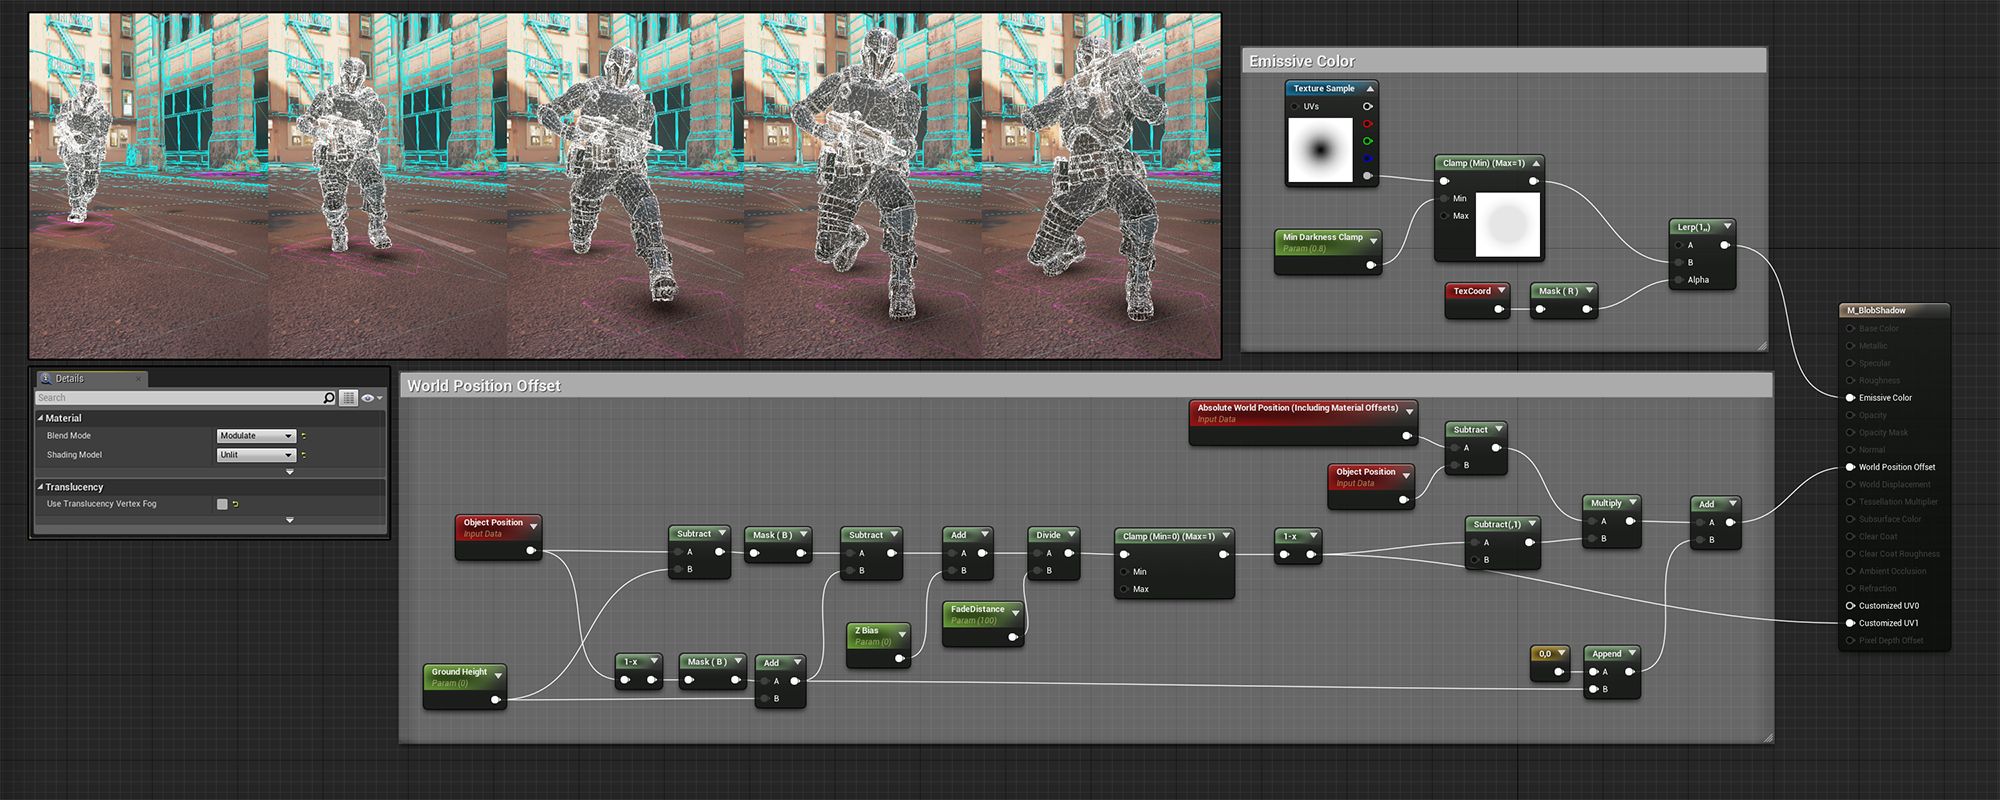 Emissive Color
Texture Sample
UVs
Clamp (Min) (Max=1)
Min
Max
Min Darkness Clamp
Param (0.8)
TexCoord
Mask ( R )
Lerp(1,,)
A
B
Alpha
M_BlobShadow
Base Color
Metallic
Specular
Roughness
Emissive Color
Opacity
Opacity Mask
Normal
World Position Offset
World Displacement
Tessellation Multiplier
Subsurface Color
Clear Coat
Clear Coat Roughness
Ambient Occlusion
Refraction
Customized UV0
Customized UV1
Pixel Depth Offset
Details
Search
Material
Blend Mode
Modulate
Shading Model
Unlit
Translucency
Use Translucency Vertex Fog
World Position Offset
Absolute World Position (Including Material Offsets)
Input Data
Object Position
Input Data
Subtract
A
B
Object Position
Input Data
Subtract
A
B
Mask ( B )
Subtract
A
B
Add
A
B
Divide
A
B
Clamp (Min=0) (Max=1)
Min
Max
1-x
Subtract(,1)
A
B
Multiply
A
B
Add
A
B
Z Bias
Param (0)
FadeDistance
Param (100)
Ground Height
Param (0)
1-x
Mask ( B )
Add
A
B
0,0
Append
A
B